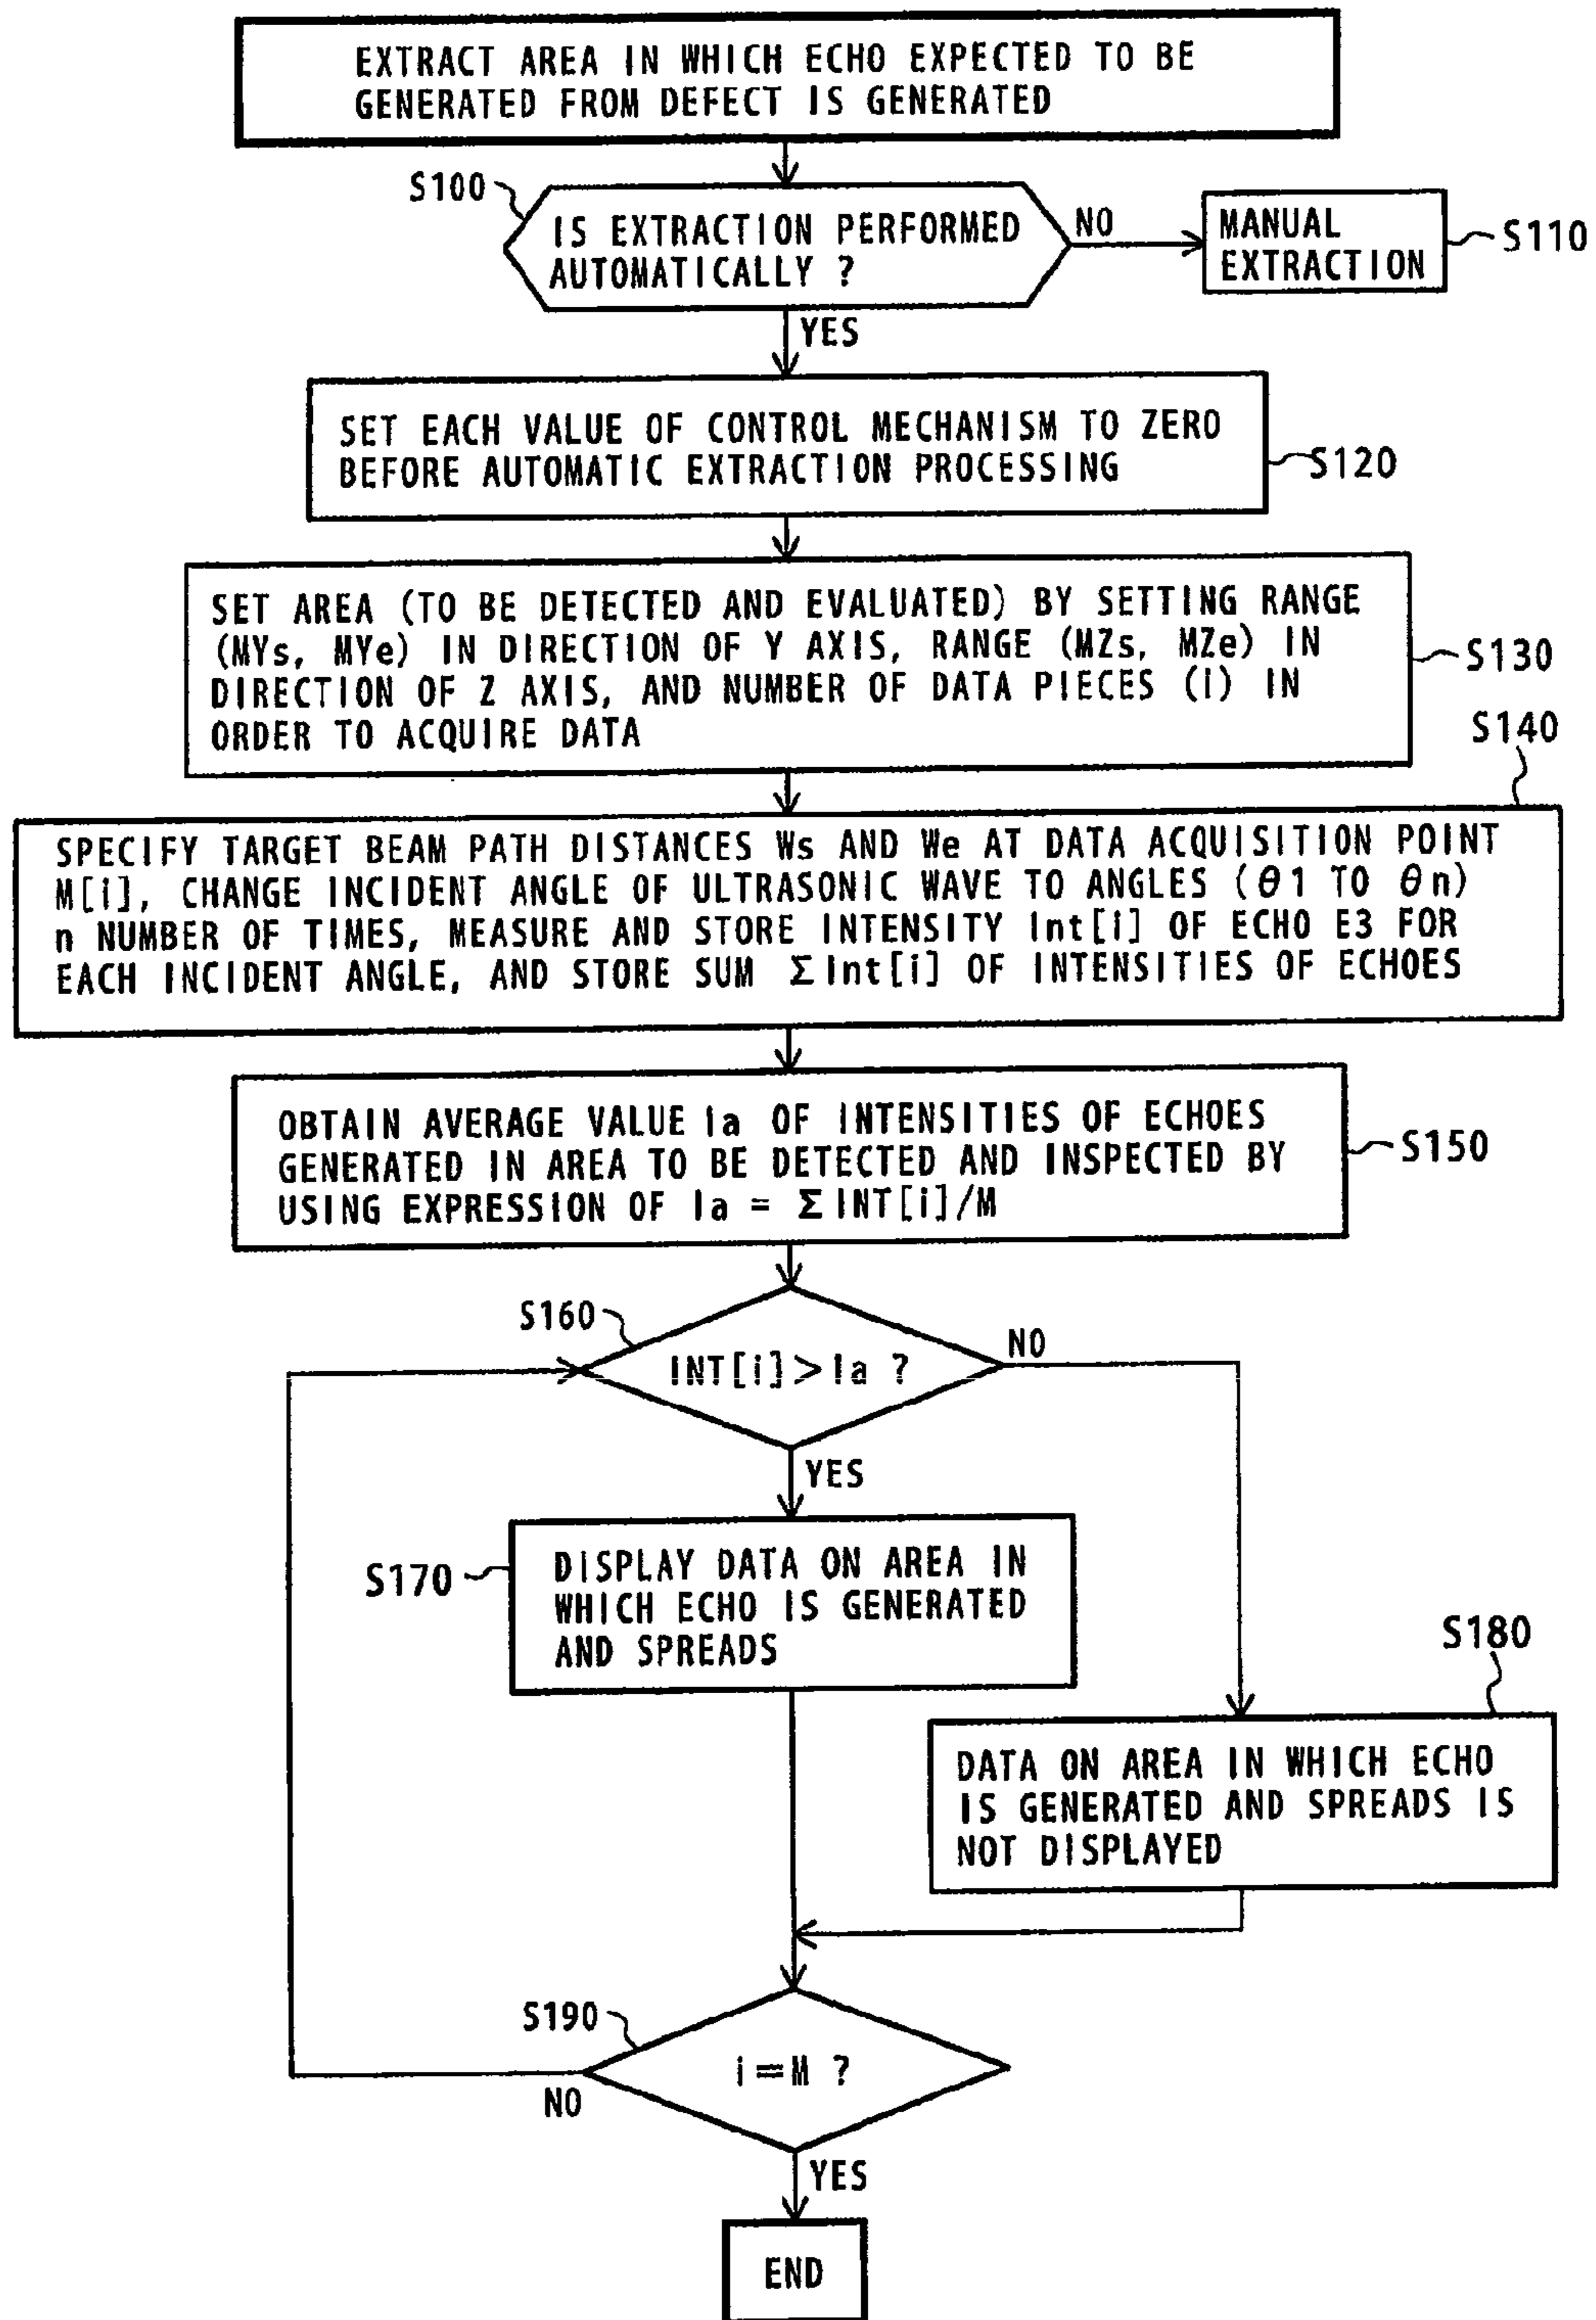 EXTRACT AREA IN WHICH ECHO EXPECTED TO BE
GENERATED FROM DEFECT IS GENERATED
S100
IS EXTRACTION PERFORMED
AUTOMATICALLY ?
NO
MANUAL
EXTRACTION
S110
YES
SET EACH VALUE OF CONTROL MECHANISM TO ZERO
BEFORE AUTOMATIC EXTRACTION PROCESSING
S120
SET AREA (TO BE DETECTED AND EVALUATED) BY SETTING RANGE
(MYs, MYe) IN DIRECTION OF Y AXIS, RANGE (MZs, MZe) IN
DIRECTION OF Z AXIS, AND NUMBER OF DATA PIECES (i) IN
ORDER TO ACQUIRE DATA
S130
S140
SPECIFY TARGET BEAM PATH DISTANCES Ws AND We AT DATA ACQUISITION POINT
M[i], CHANGE INCIDENT ANGLE OF ULTRASONIC WAVE TO ANGLES (θ1 TO θn)
n NUMBER OF TIMES, MEASURE AND STORE INTENSITY Int[i] OF ECHO E3 FOR
EACH INCIDENT ANGLE, AND STORE SUM ΣInt[i] OF INTENSITIES OF ECHOES
OBTAIN AVERAGE VALUE Ia OF INTENSITIES OF ECHOES
GENERATED IN AREA TO BE DETECTED AND INSPECTED BY
USING EXPRESSION OF Ia = ΣINT[i]/M
S150
S160
INT[i]>Ia ?
NO
YES
S170
DISPLAY DATA ON AREA IN
WHICH ECHO IS GENERATED
AND SPREADS
S180
DATA ON AREA IN WHICH ECHO
IS GENERATED AND SPREADS IS
NOT DISPLAYED
S190
i=M ?
NO
YES
END